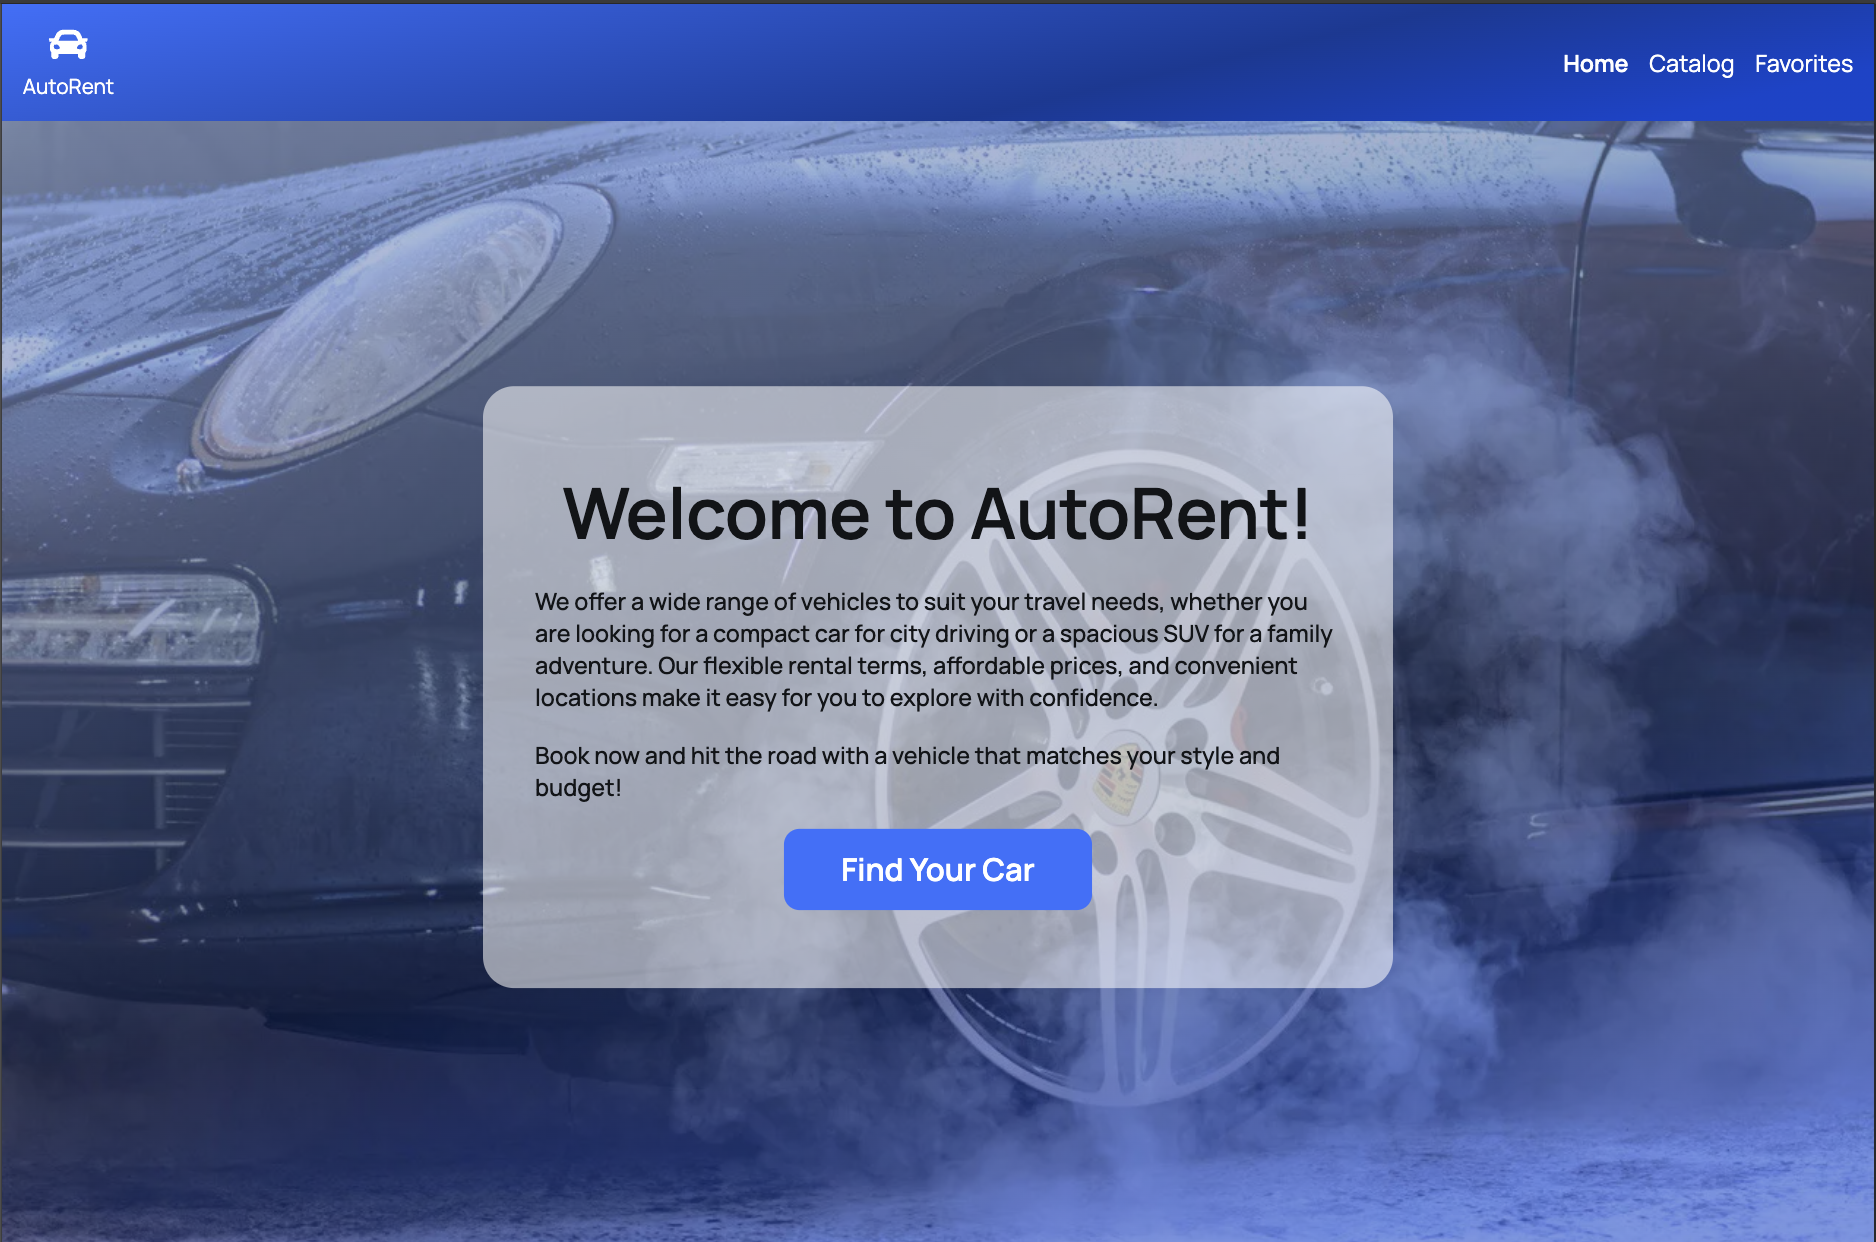 AutoRent
Home Catalog Favorites
Welcome to AutoRent!
We offer a wide range of vehicles to suit your travel needs, whether you
are looking for a compact car for city driving or a spacious SUV for a family
adventure. Our flexible rental terms, affordable prices, and convenient
locations make it easy for you to explore with confidence.
Book now and hit the road with a vehicle that matches your style and
budget!
Find Your Car